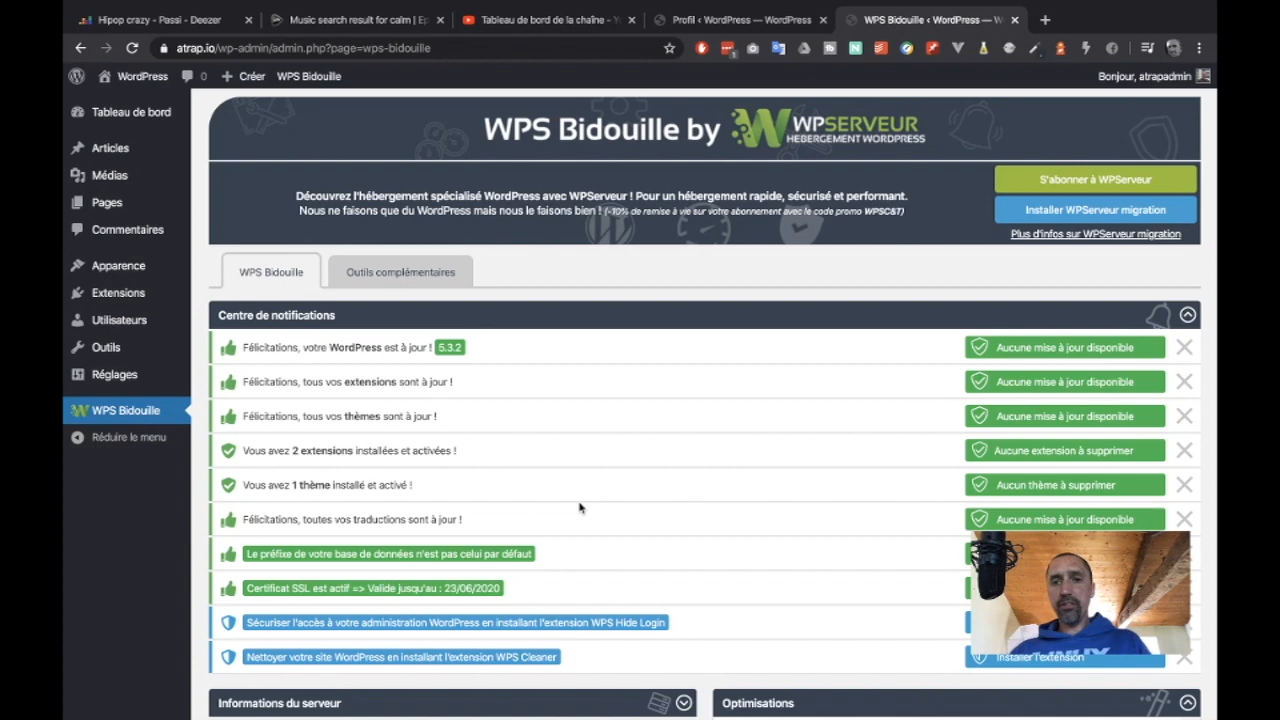 Hipop crazy - Passi - Deezer
Music search result for calm | Ep
Tableau de bord de la chaîne - Yo
Profil ‹ WordPress — WordPress
WPS Bidouille ‹ WordPress — W
atrap.io/wp-admin/admin.php?page=wps-bidouille
WordPress
0
Créer
WPS Bidouille
Bonjour, atrapadmin
Tableau de bord
Articles
Médias
Pages
Commentaires
Apparence
Extensions
Utilisateurs
Outils
Réglages
WPS Bidouille
Réduire le menu
WPS Bidouille by
WPSERVEUR
HEBERGEMENT WORDPRESS
Découvrez l'hébergement spécialisé WordPress avec WPServeur ! Pour un hébergement rapide, sécurisé et performant.
Nous ne faisons que du WordPress mais nous le faisons bien ! (-10% de remise à vie sur votre abonnement avec le code promo WPSC&T)
S'abonner à WPServeur
Installer WPServeur migration
Plus d'infos sur WPServeur migration
WPS Bidouille
Outils complémentaires
Centre de notifications
Félicitations, votre WordPress est à jour ! 5.3.2
Aucune mise à jour disponible
Félicitations, tous vos extensions sont à jour !
Aucune mise à jour disponible
Félicitations, tous vos thèmes sont à jour !
Aucune mise à jour disponible
Vous avez 2 extensions installées et activées !
Aucune extension à supprimer
Vous avez 1 thème installé et activé !
Aucun thème à supprimer
Félicitations, toutes vos traductions sont à jour !
Aucune mise à jour disponible
Le préfixe de votre base de données n'est pas celui par défaut
Certificat SSL est actif => Valide jusqu'au : 23/06/2020
Sécuriser l'accès à votre administration WordPress en installant l'extension WPS Hide Login
Nettoyer votre site WordPress en installant l'extension WPS Cleaner
Installer l'extension
Informations du serveur
Optimisations